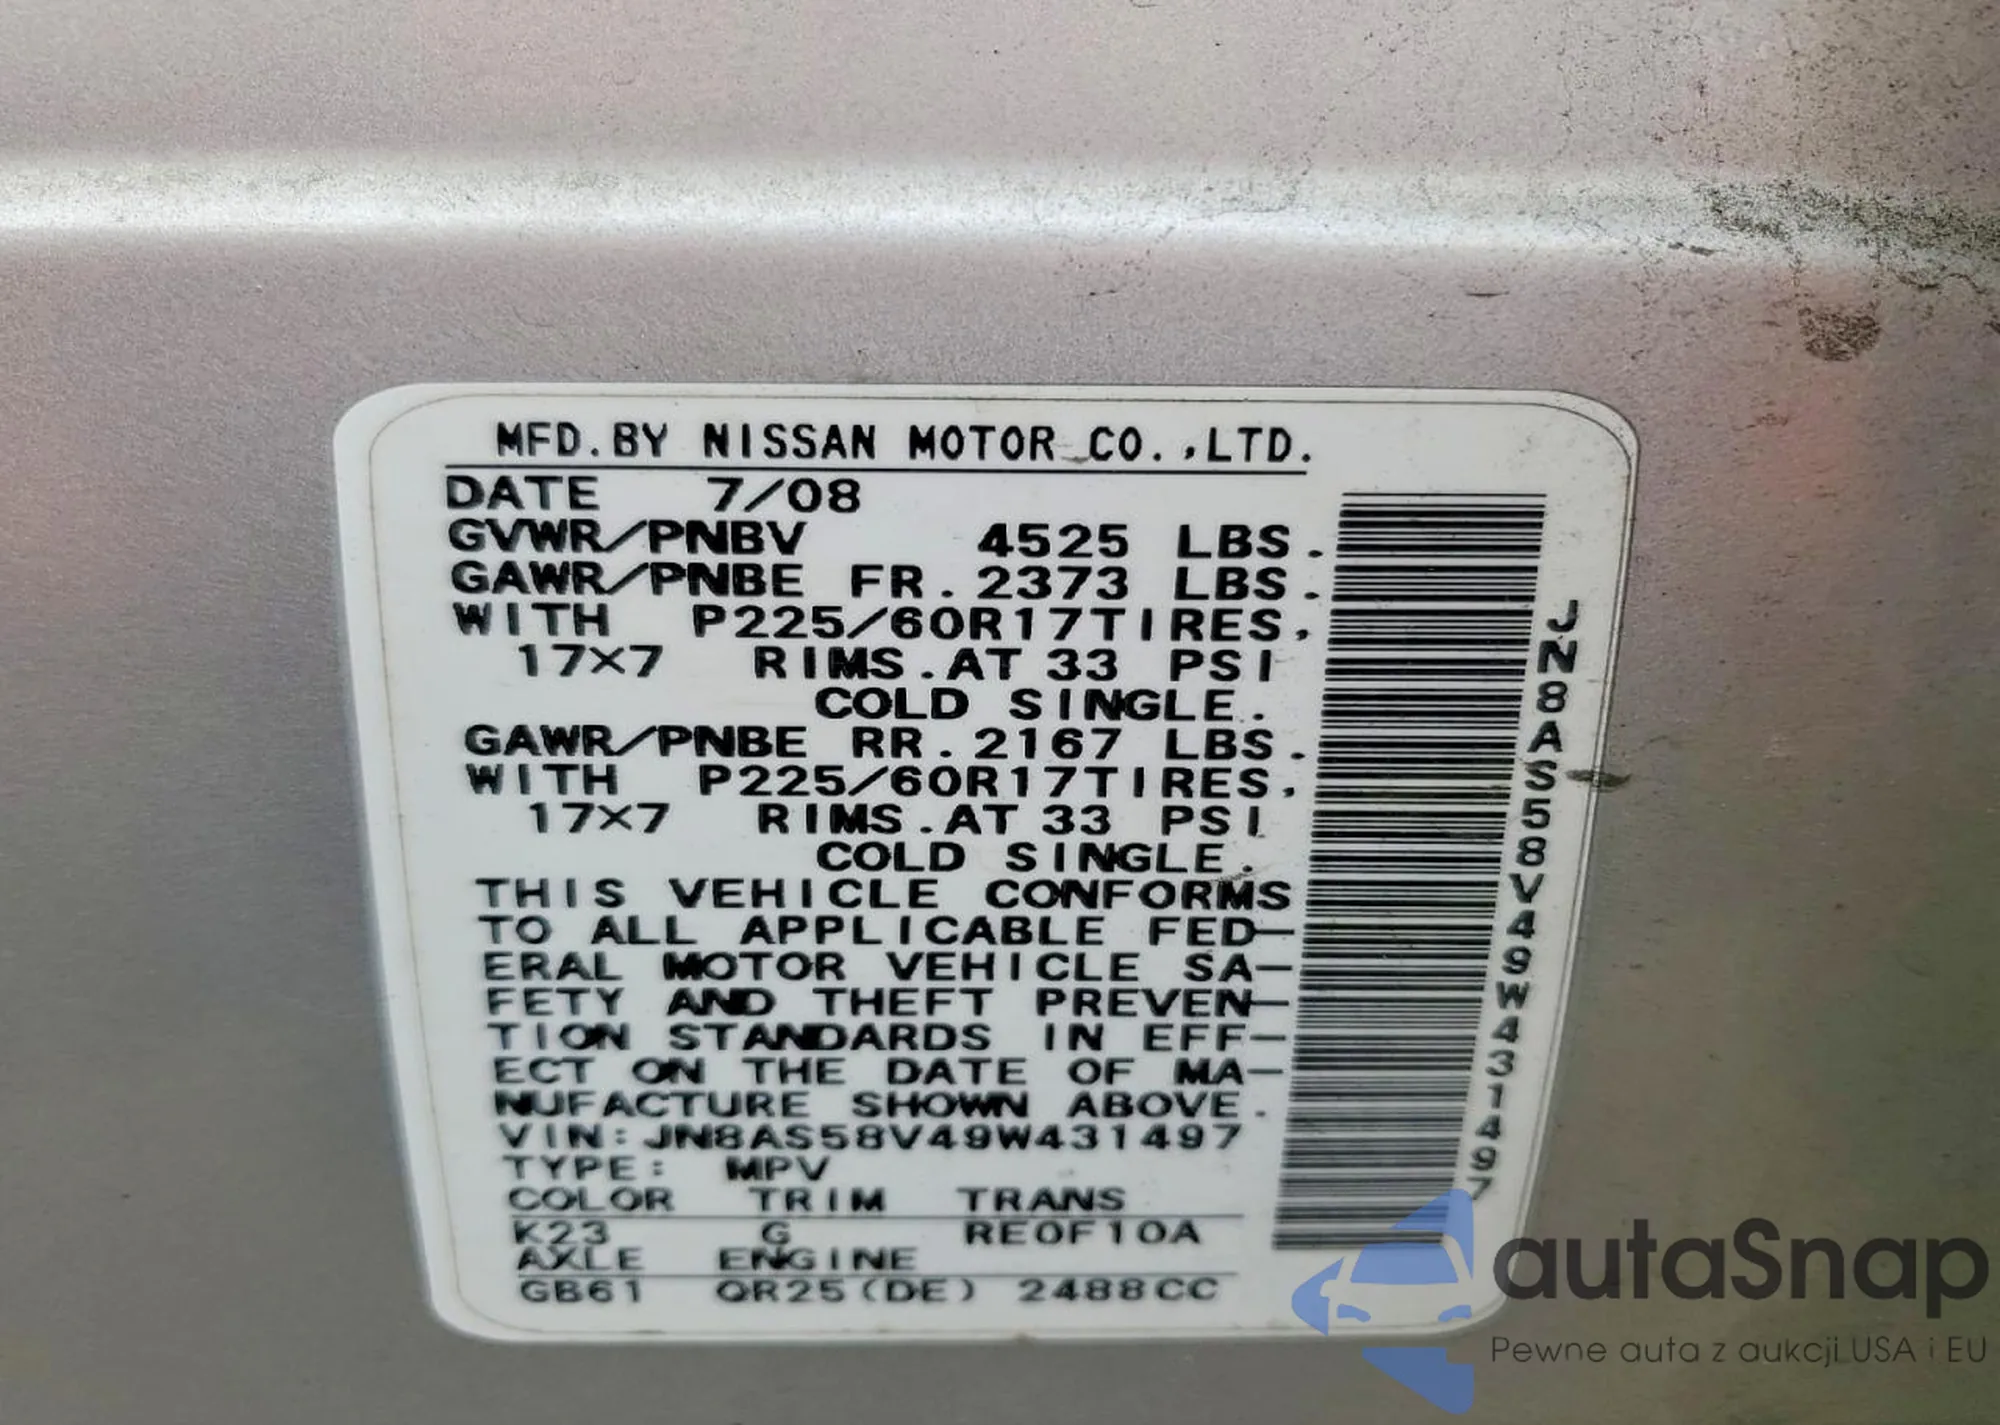 MFD.BY NISSAN MOTOR CO.,LTD.
DATE 7/08
GVWR/PNBV 4525 LBS.
GAWR/PNBE FR.2373 LBS.
WITH P225/60R17TIRES,
17×7 RIMS.AT 33 PSI
COLD SINGLE.
GAWR/PNBE RR.2167 LBS.
WITH P225/60R17TIRES,
17×7 RIMS.AT 33 PSI
COLD SINGLE.
THIS VEHICLE CONFORMS
TO ALL APPLICABLE FED-
ERAL MOTOR VEHICLE SA-
FETY AND THEFT PREVEN-
TION STANDARDS IN EFF-
ECT ON THE DATE OF MA-
NUFACTURE SHOWN ABOVE.
VIN:JN8AS58V49W431497
TYPE: MPV
COLOR TRIM TRANS
K23 G RE0F10A
AXLE ENGINE
GB61 QR25(DE) 2488CC
JN8AS58V49W431497
autaSnap
Pewne auta z aukcji USA i EU